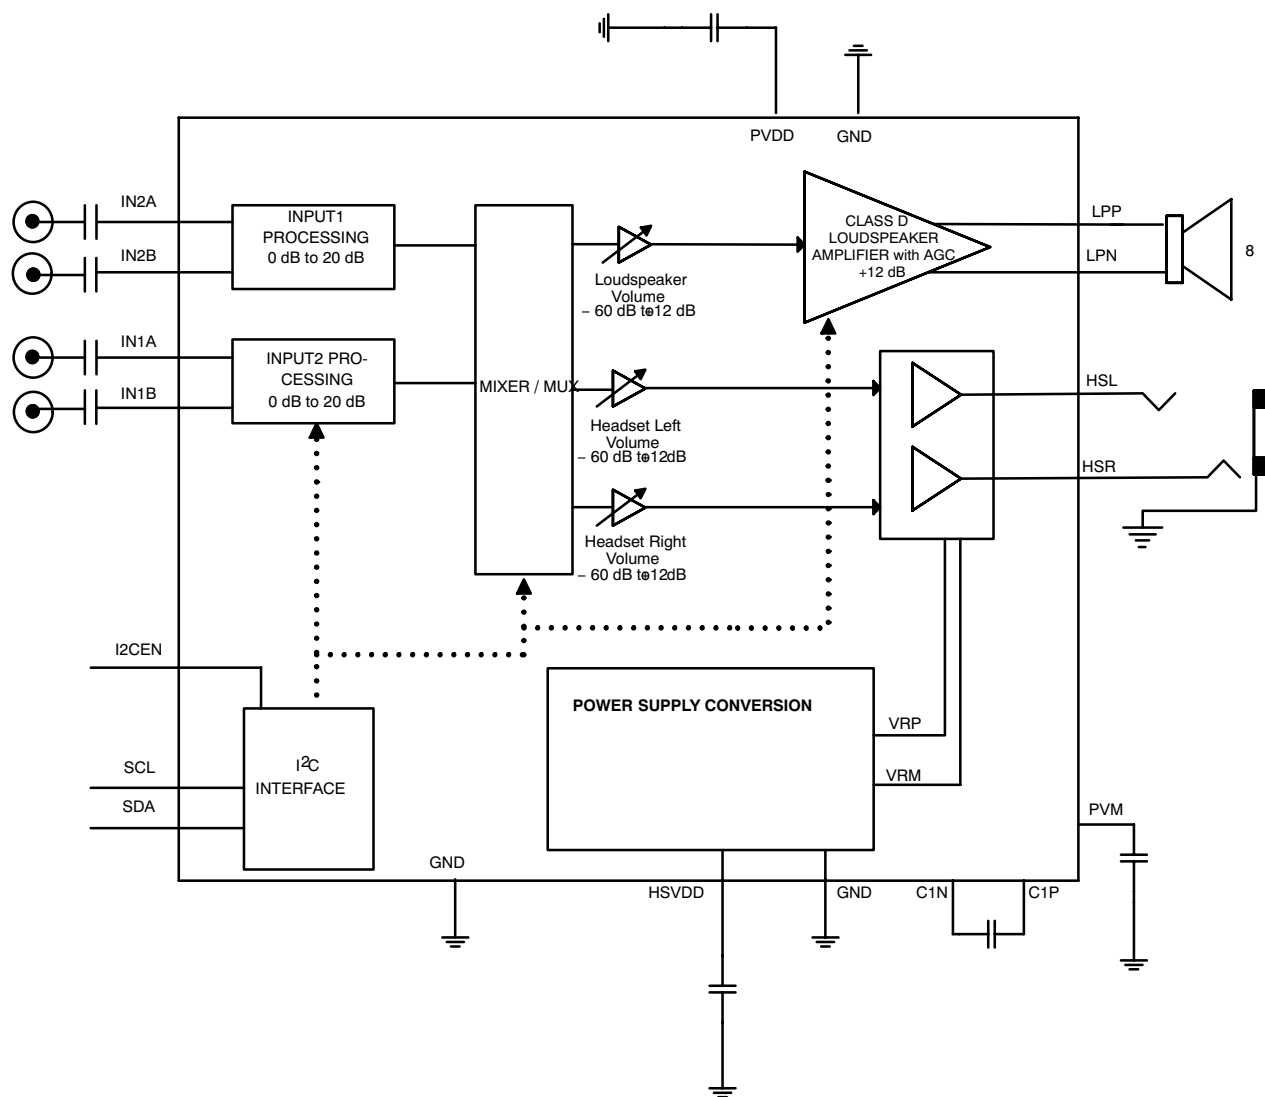 PVDD
GND
IN2A
INPUT1
PROCESSING
0 dB to 20 dB
IN2B
CLASS D
LOUDSPEAKER
AMPLIFIER with AGC
+12 dB
LPP
LPN
8
Loudspeaker
Volume
– 60 dB to +12 dB
IN1A
INPUT2 PRO-
CESSING
0 dB to 20 dB
IN1B
MIXER / MUX
HSL
Headset Left
Volume
– 60 dB to +12dB
HSR
Headset Right
Volume
– 60 dB to +12dB
I2CEN
POWER SUPPLY CONVERSION
VRP
VRM
I2C
INTERFACE
SCL
SDA
PVM
GND
HSVDD
GND
C1N
C1P